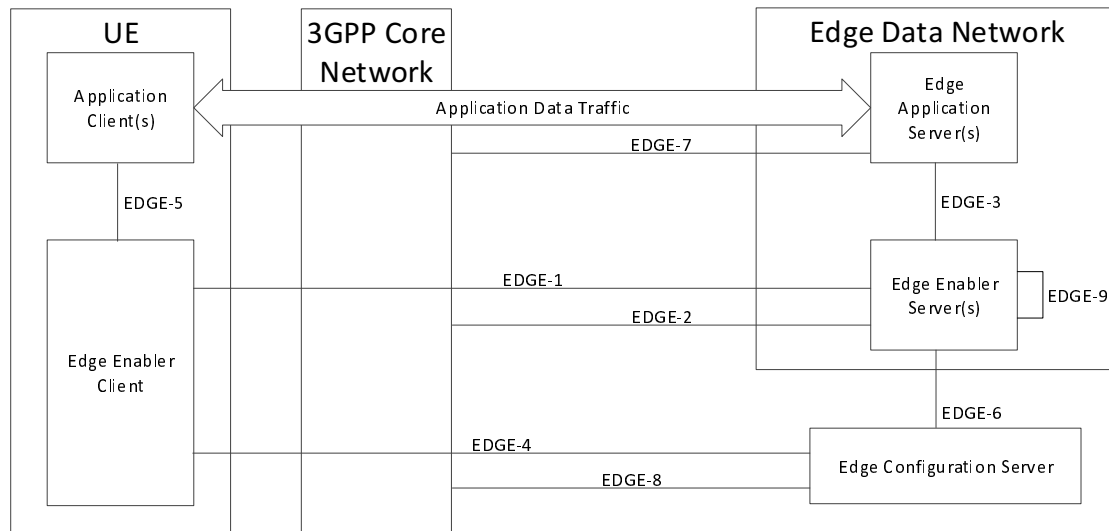 UE
3GPP Core
Network
Edge Data Network
Application
Client(s)
Application Data Traffic
Edge
Application
Server(s)
EDGE-7
EDGE-5
EDGE-3
EDGE-1
Edge Enabler
Server(s)
EDGE-9
EDGE-2
Edge Enabler
Client
EDGE-6
EDGE-4
Edge Configuration Server
EDGE-8